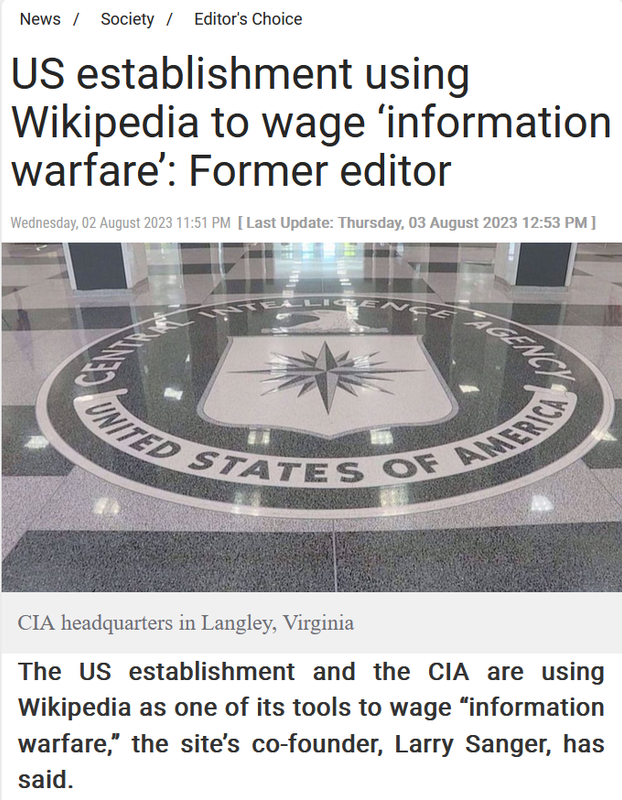 News / Society / Editor's Choice
US establishment using
Wikipedia to wage ‘information
warfare’: Former editor
Wednesday, 02 August 2023 11:51 PM [ Last Update: Thursday, 03 August 2023 12:53 PM ]
CENTRAL INTELLIGENCE AGENCY
UNITED STATES OF AMERICA
CIA headquarters in Langley, Virginia
The US establishment and the CIA are using
Wikipedia as one of its tools to wage “information
warfare,” the site’s co-founder, Larry Sanger, has
said.